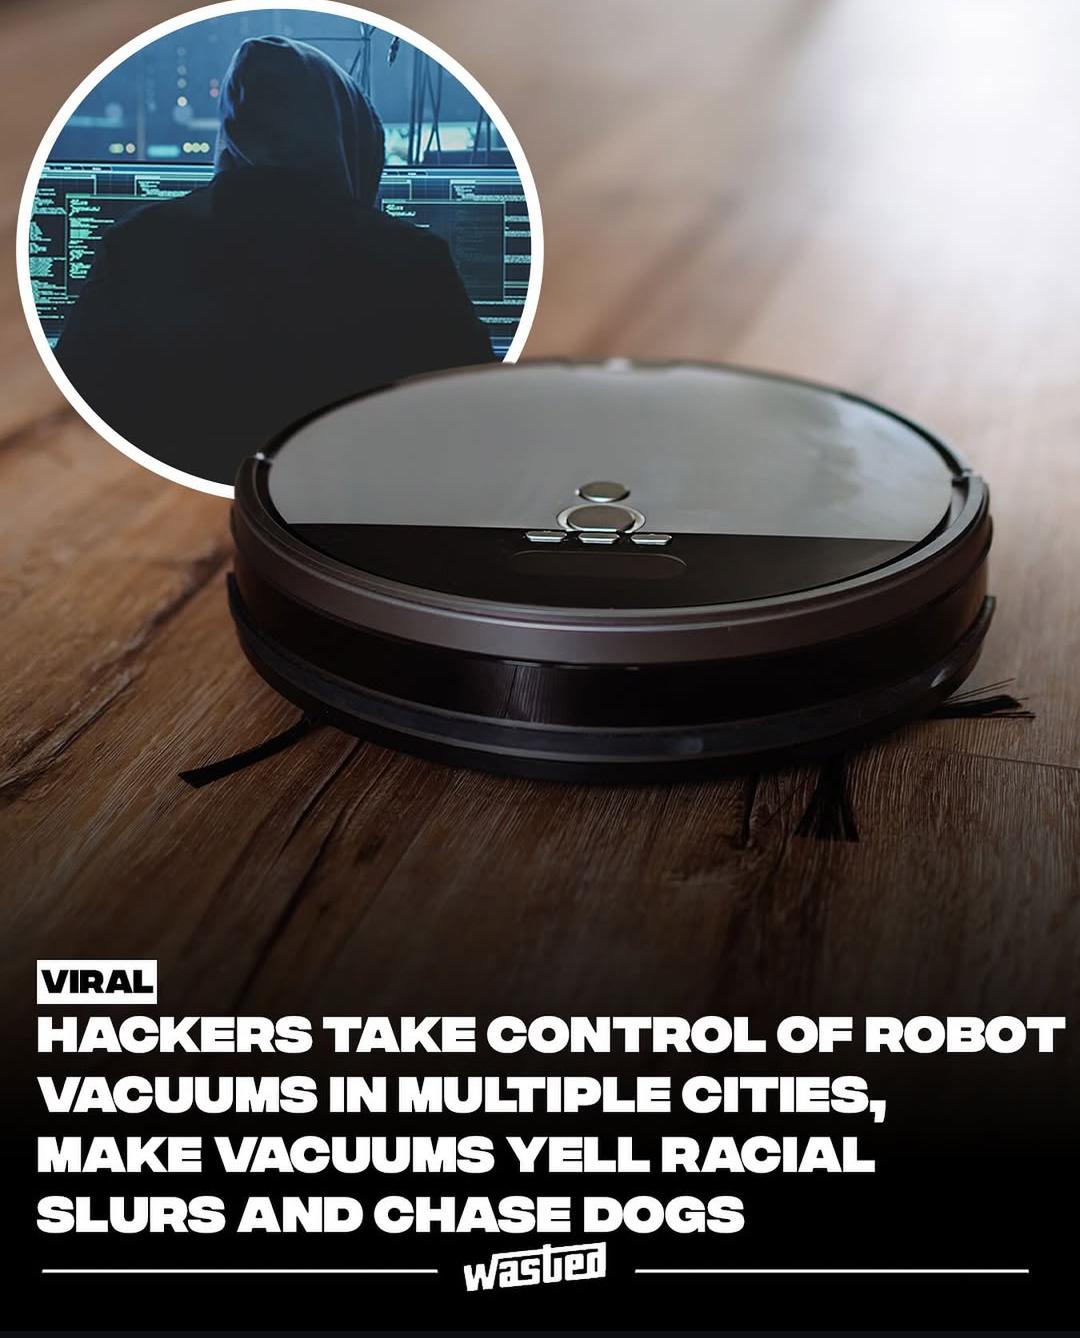 VIRAL
HACKERS TAKE CONTROL OF ROBOT
VACUUMS IN MULTIPLE CITIES,
MAKE VACUUMS YELL RACIAL
SLURS AND CHASE DOGS
wasted